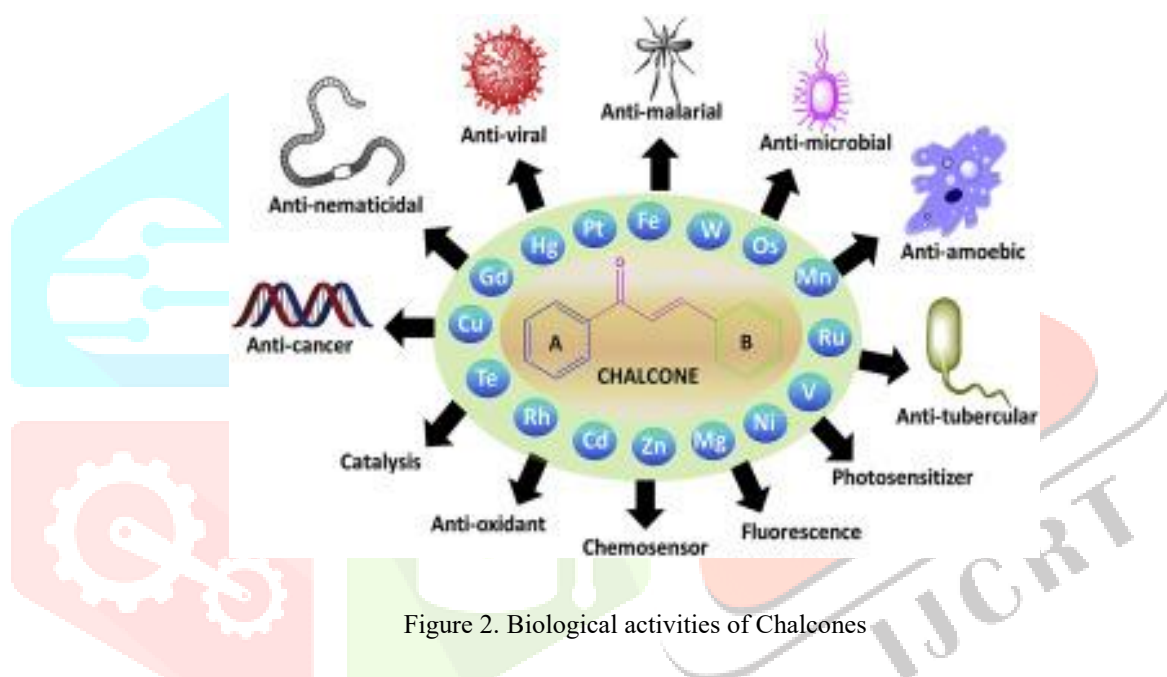 Anti-malarial
Anti-viral
Anti-microbial
Anti-nematicidal
Anti-amoebic
Anti-cancer
Anti-tubercular
Catalysis
Photosensitizer
Anti-oxidant
Fluorescence
Chemosensor
Hg
Pt
Fe
W
Os
Mn
Ru
V
Ni
Mg
Zn
Cd
Rh
Te
Cu
Gd
O
A
B
CHALCONE
Figure 2. Biological activities of Chalcones
IJCRT